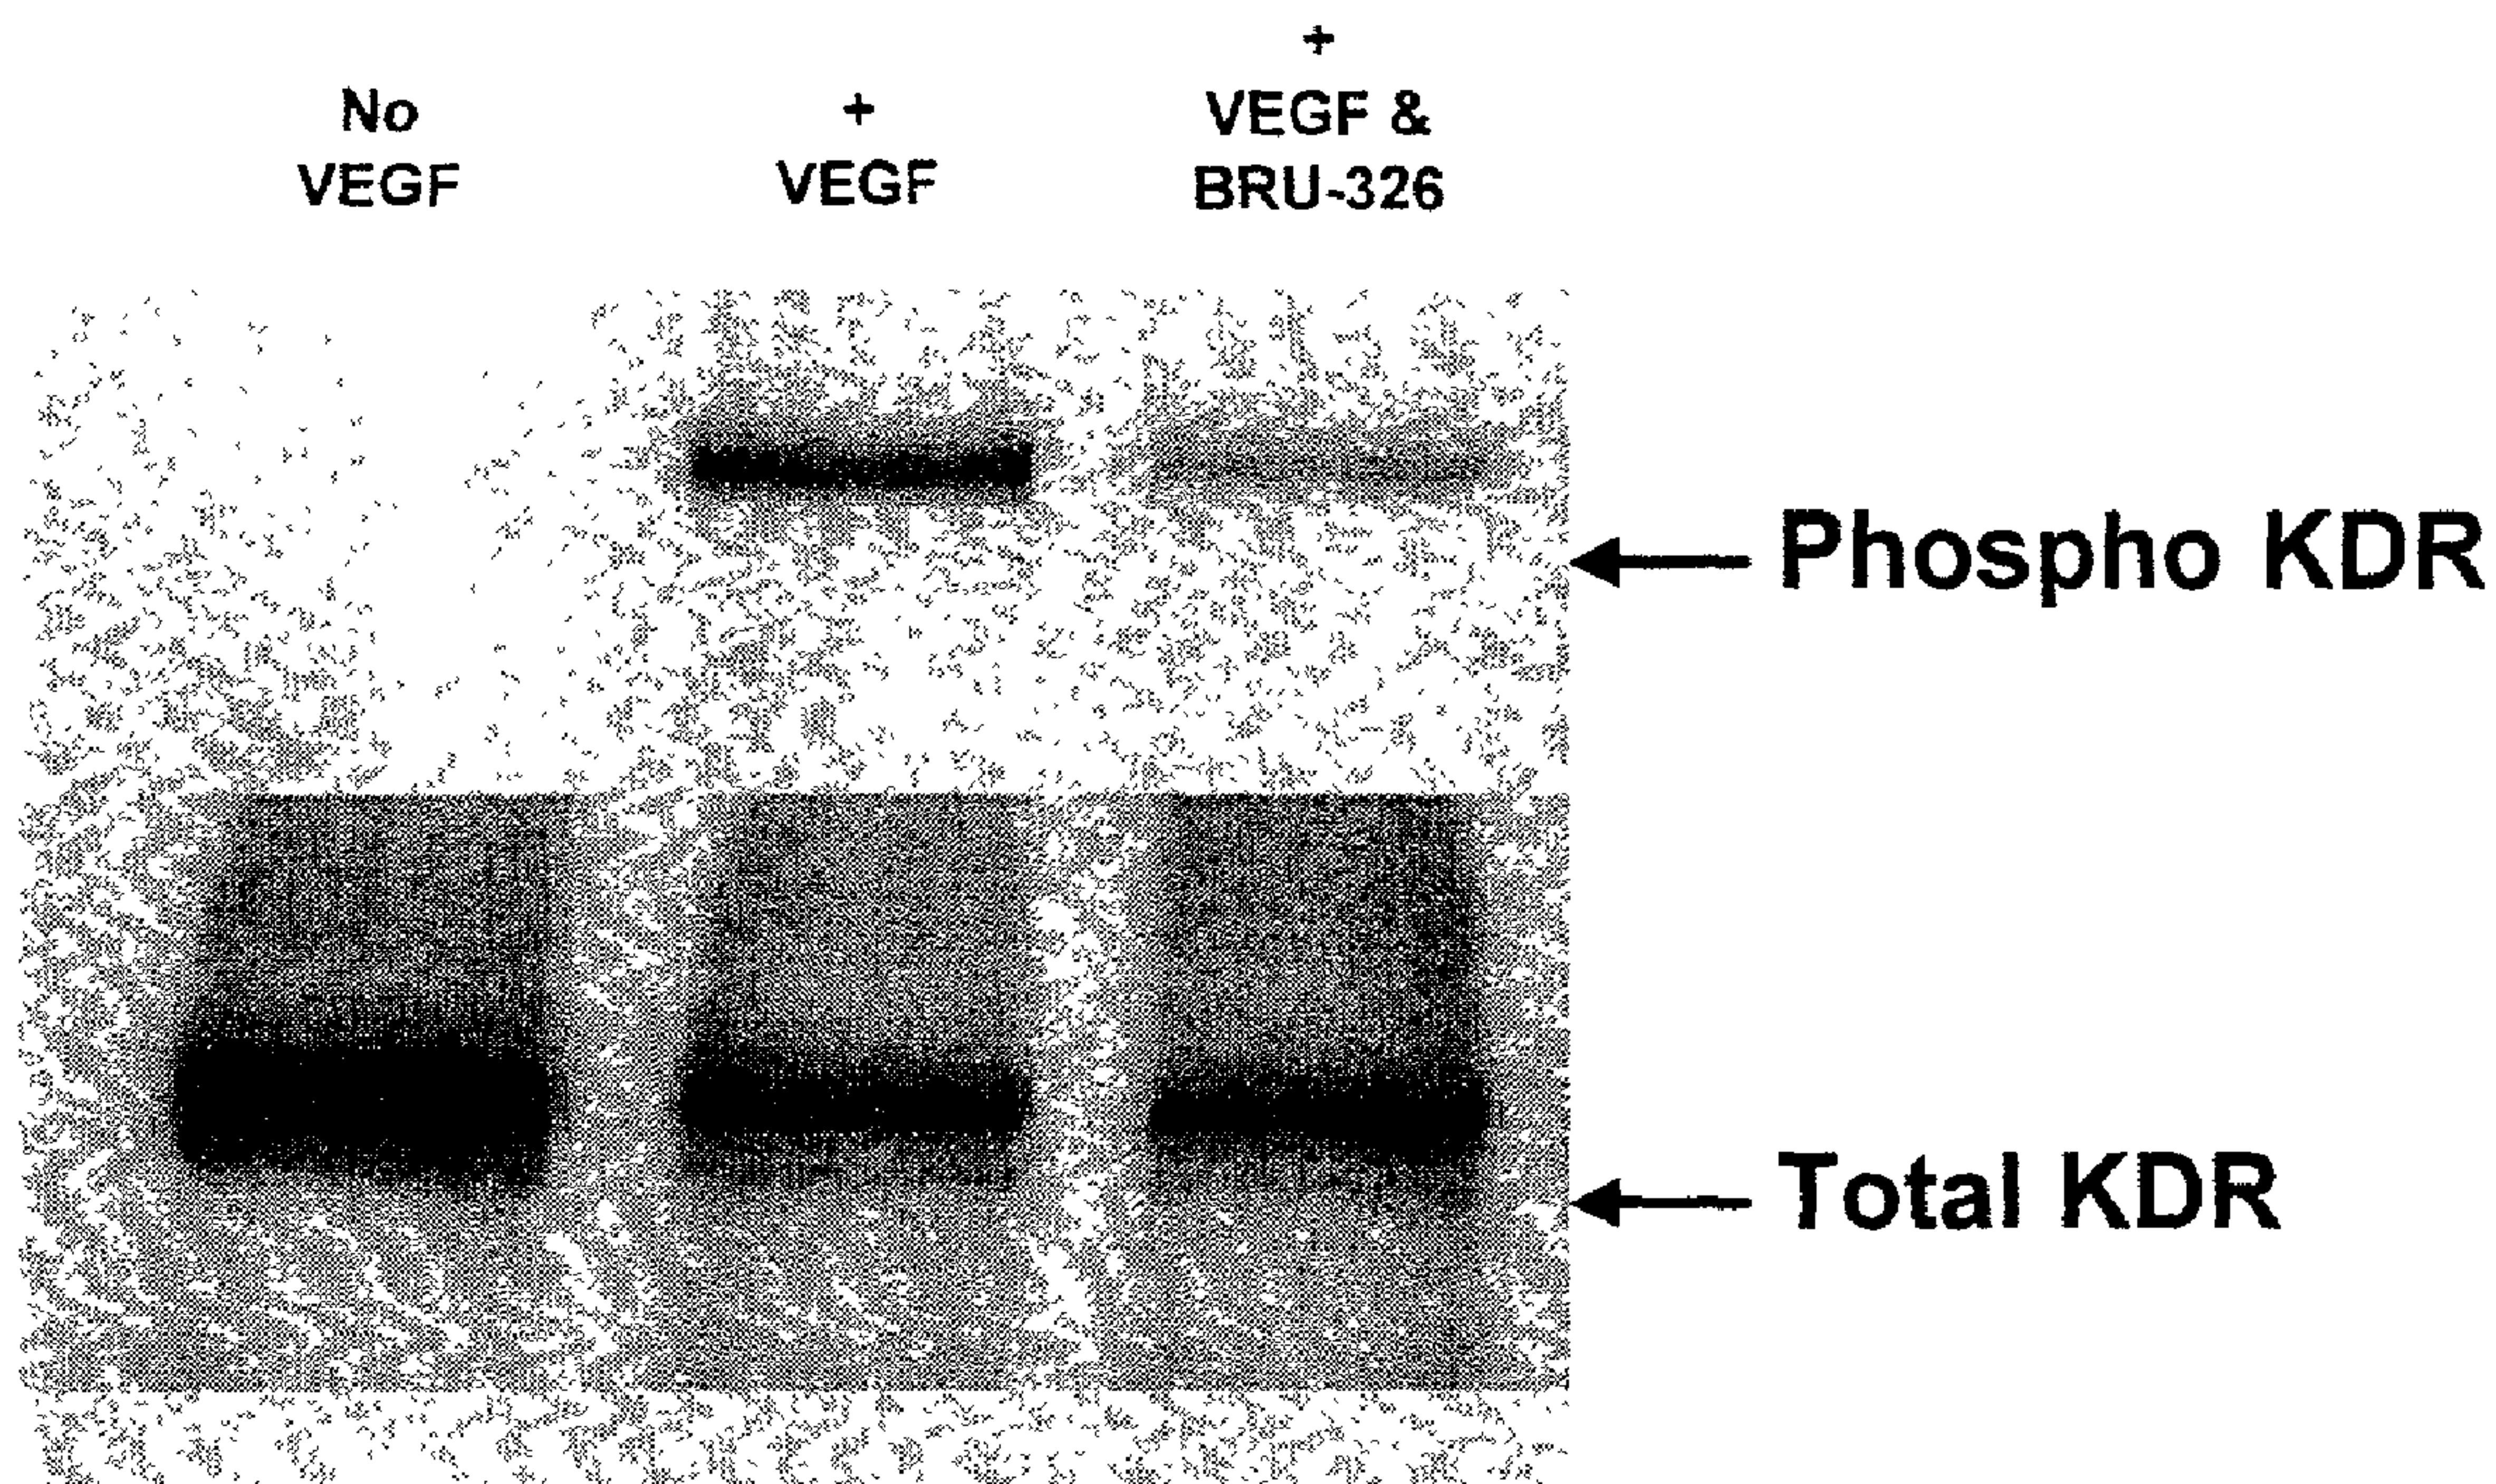 No
VEGF
+
VEGF
+
VEGF &
BRU-326
Phospho KDR
Total KDR